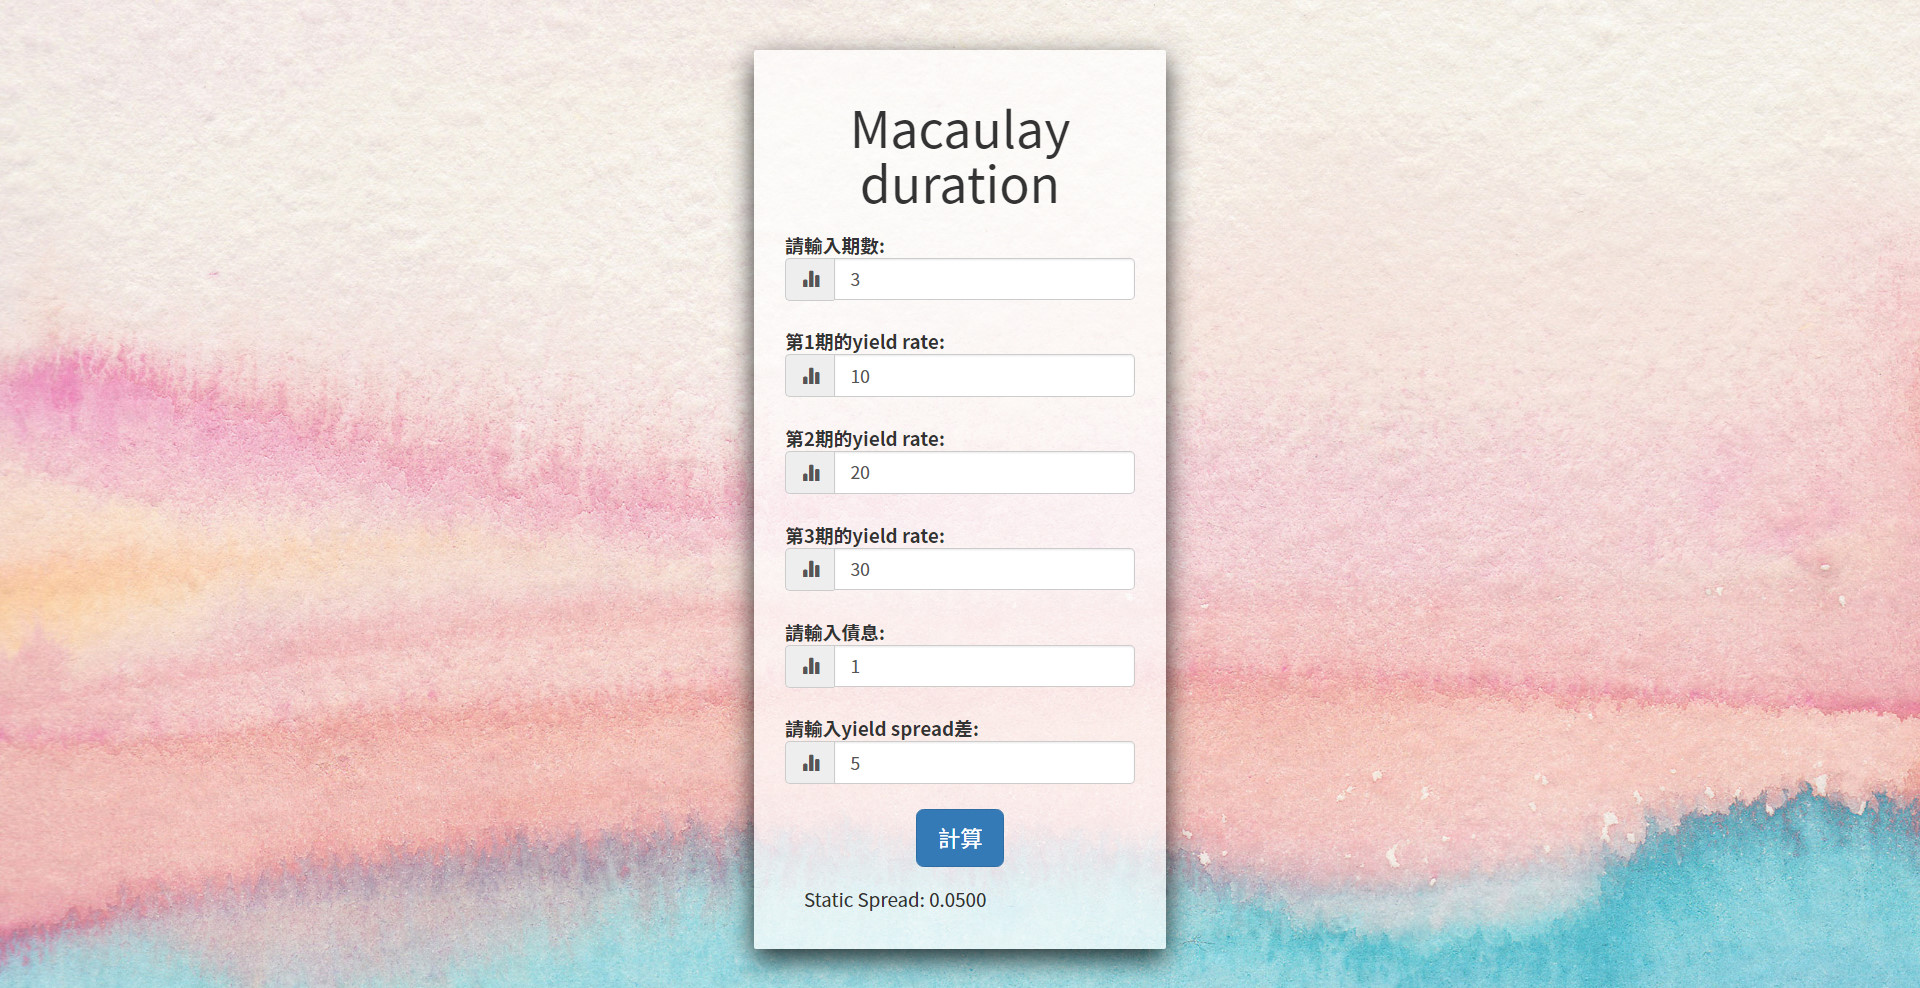 Macaulay
duration
請輸入期數:
3
第1期的yield rate:
10
第2期的yield rate:
20
第3期的yield rate:
30
請輸入債息:
1
請輸入yield spread差:
5
計算
Static Spread: 0.0500